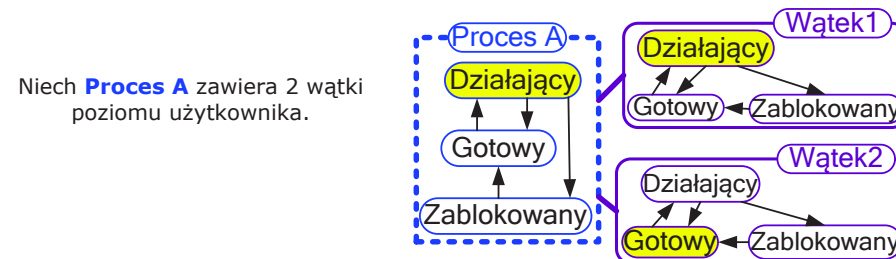 Niech Proces A zawiera 2 wątki
poziomu użytkownika.
Proces A
Działający
Gotowy
Zablokowany
Wątek1
Działający
Gotowy
Zablokowany
Wątek2
Działający
Gotowy
Zablokowany